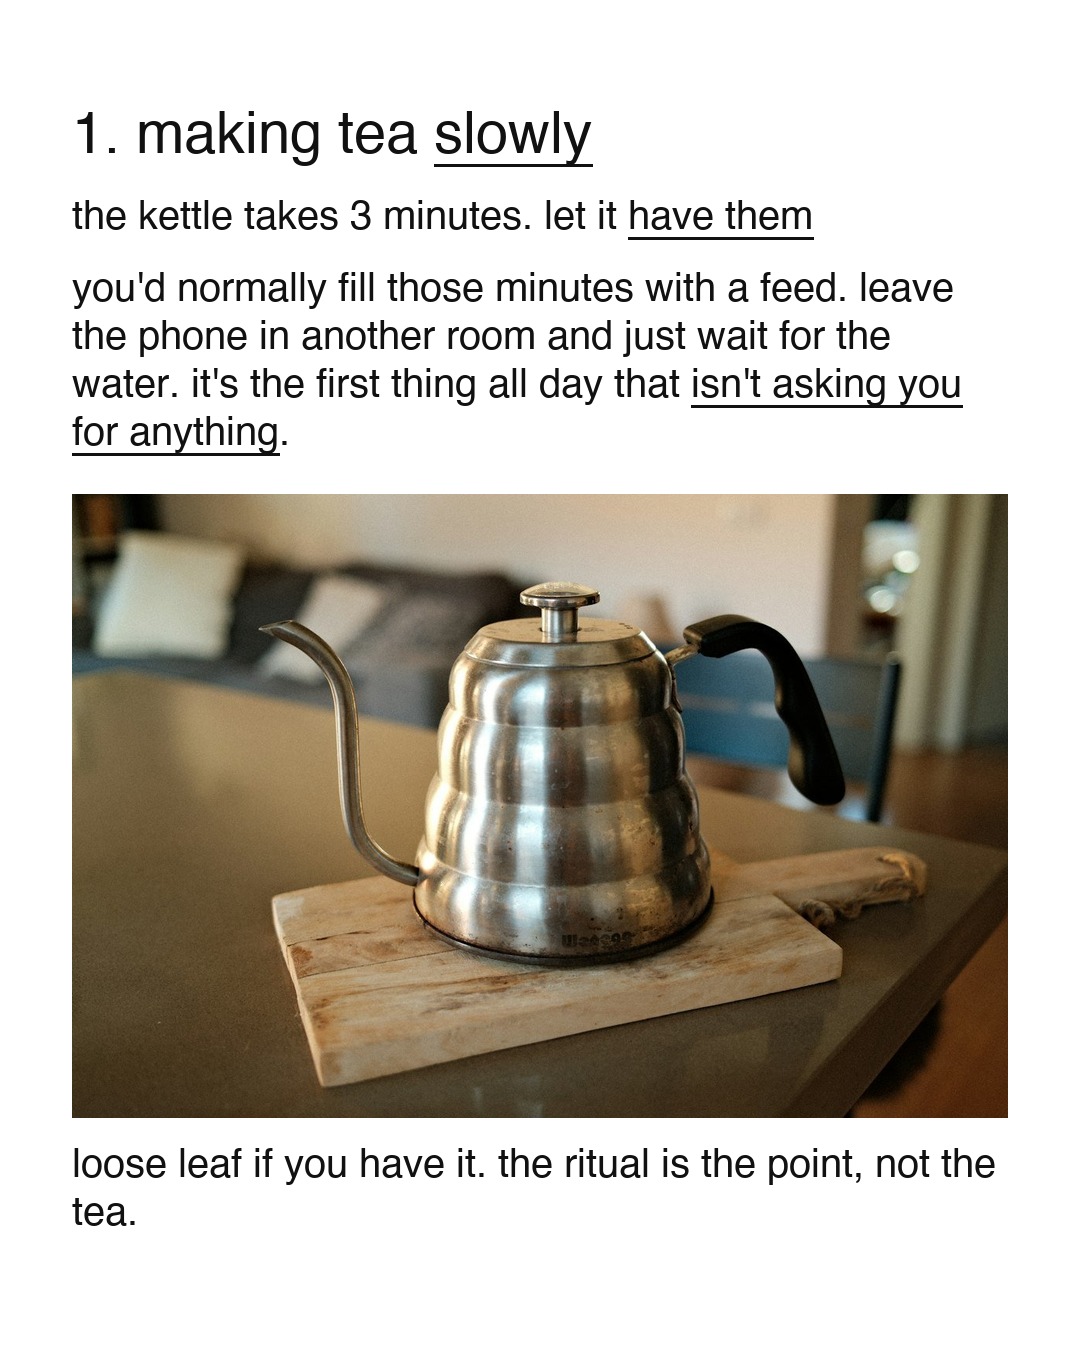 1. making tea slowly
the kettle takes 3 minutes. let it have them
you'd normally fill those minutes with a feed. leave
the phone in another room and just wait for the
water. it's the first thing all day that isn't asking you
for anything.
loose leaf if you have it. the ritual is the point, not the
tea.